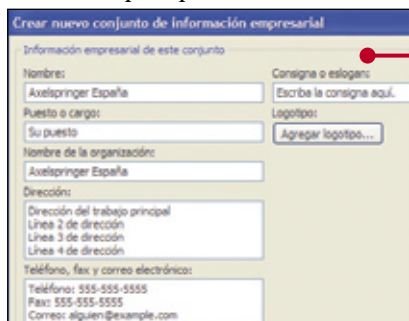 Crear nuevo conjunto de información empresarial
Información empresarial de este conjunto
Nombre:
Axelspringer España
Puesto o cargo:
Su puesto
Nombre de la organización:
Axelspringer España
Dirección:
Dirección del trabajo principal
Línea 2 de dirección
Línea 3 de dirección
Línea 4 de dirección
Teléfono, fax y correo electrónico:
Teléfono: 555-555-5555
Fax: 555-555-5555
Correo: alguien@example.com
Consigna o eslogan:
Escriba la consigna aquí.
Logotipo:
Agregar logotipo...